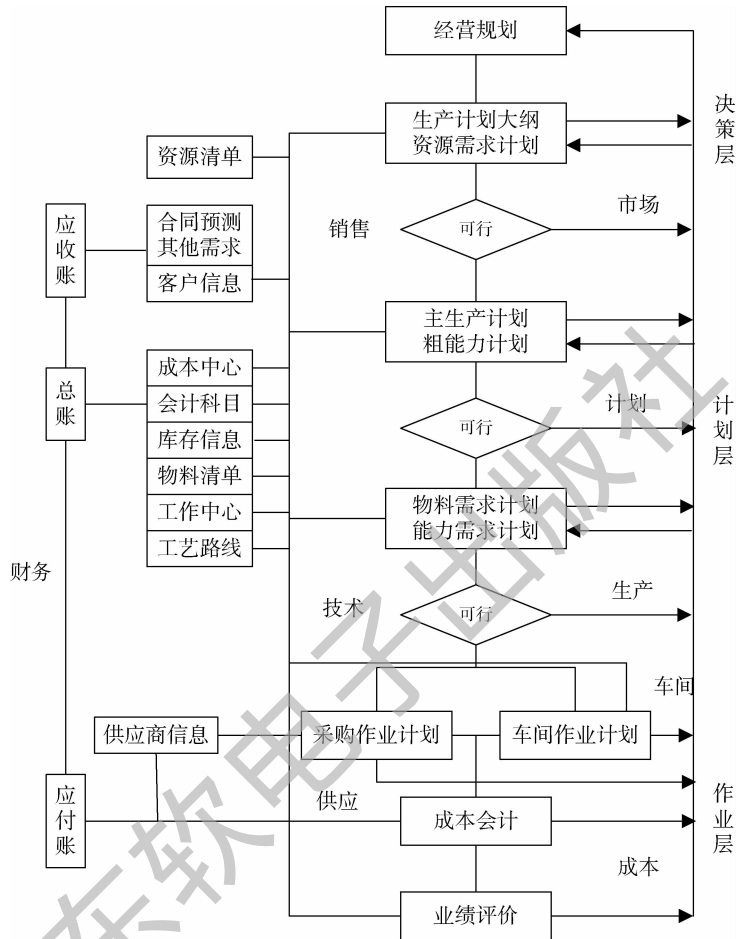 经营规划
决策层
生产计划大纲
资源需求计划
资源清单
应收账
合同预测
其他需求
客户信息
销售
可行
市场
主生产计划
粗能力计划
总账
成本中心
会计科目
库存信息
物料清单
工作中心
工艺路线
可行
计划
计划层
物料需求计划
能力需求计划
财务
技术
可行
生产
车间
供应商信息
采购作业计划
车间作业计划
应付账
供应
成本会计
作业层
成本
业绩评价
东软电子出版社